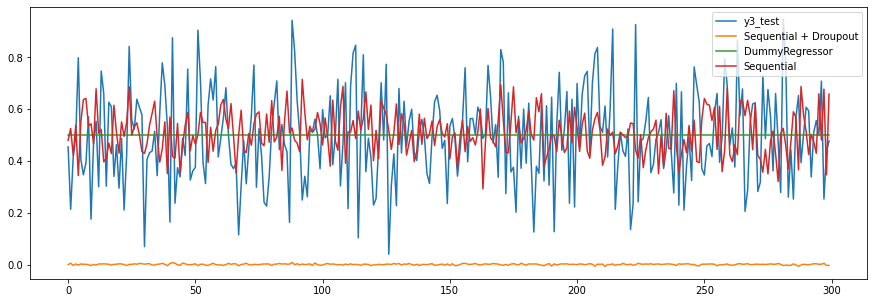 y3_test
Sequential + Droupout
DummyRegressor
Sequential
0.8
0.6
0.4
0.2
0.0
0 50 100 150 200 250 300